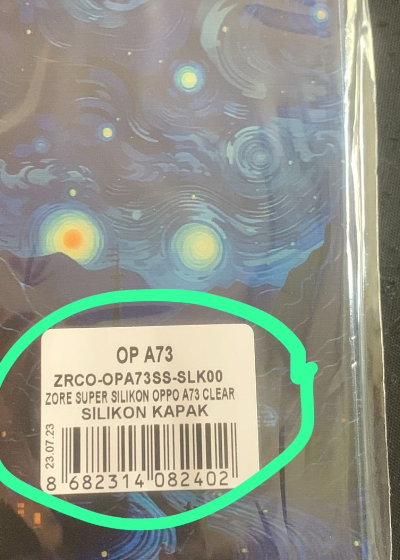 OP A73
ZRCO-OPA73SS-SLK00
ZORE SUPER SILIKON OPPO A73 CLEAR
SILIKON KAPAK
23.07.23
8 682314 082402